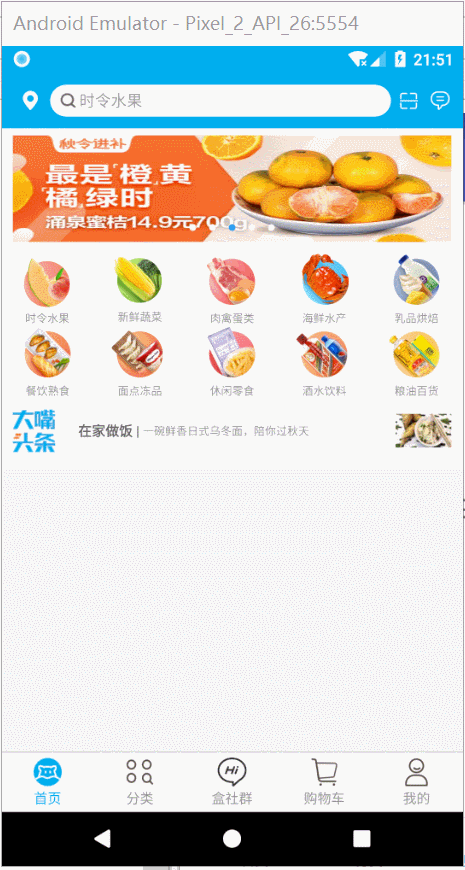 Android Emulator - Pixel_2_API_26:5554
21:51
时令水果
秋令进补
最是"橙,黄
橘,绿时
涌泉蜜桔14.9元700g
时令水果 新鲜蔬菜 肉禽蛋类 海鲜水产 乳品烘焙
餐饮熟食 面点冻品 休闲零食 酒水饮料 粮油百货
大嘴
头条
在家做饭 | 一碗鲜香日式乌冬面，陪你过秋天
Hi
首页 分类 盒社群 购物车 我的